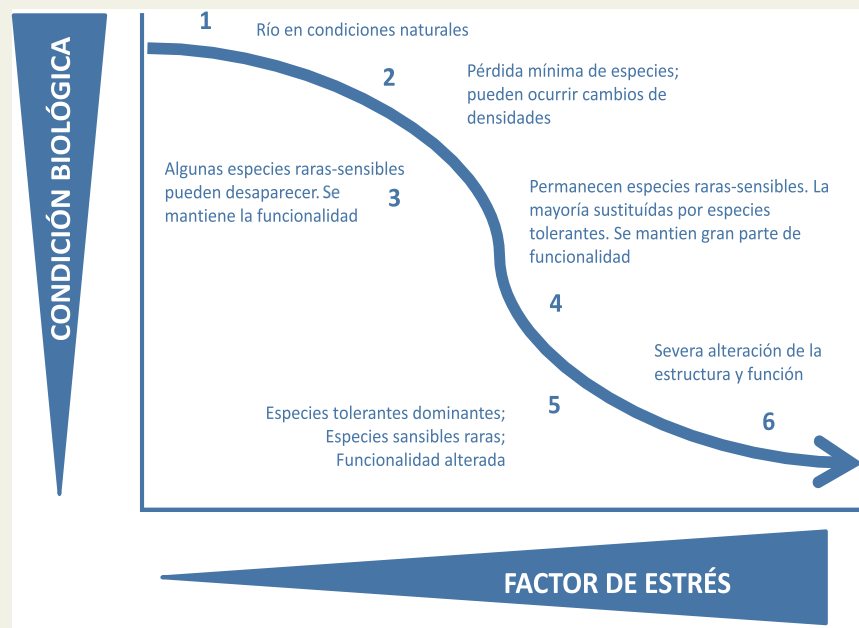 CONDICIÓN BIOLÓGICA
1
Río en condiciones naturales
2
Pérdida mínima de especies;
pueden ocurrir cambios de
densidades
Algunas especies raras-sensibles
pueden desaparecer. Se
mantiene la funcionalidad
3
Permanecen especies raras-sensibles. La
mayoría sustituídas por especies
tolerantes. Se mantien gran parte de
funcionalidad
4
Severa alteración de la
estructura y función
Especies tolerantes dominantes;
Especies sansibles raras;
Funcionalidad alterada
5
6
FACTOR DE ESTRÉS